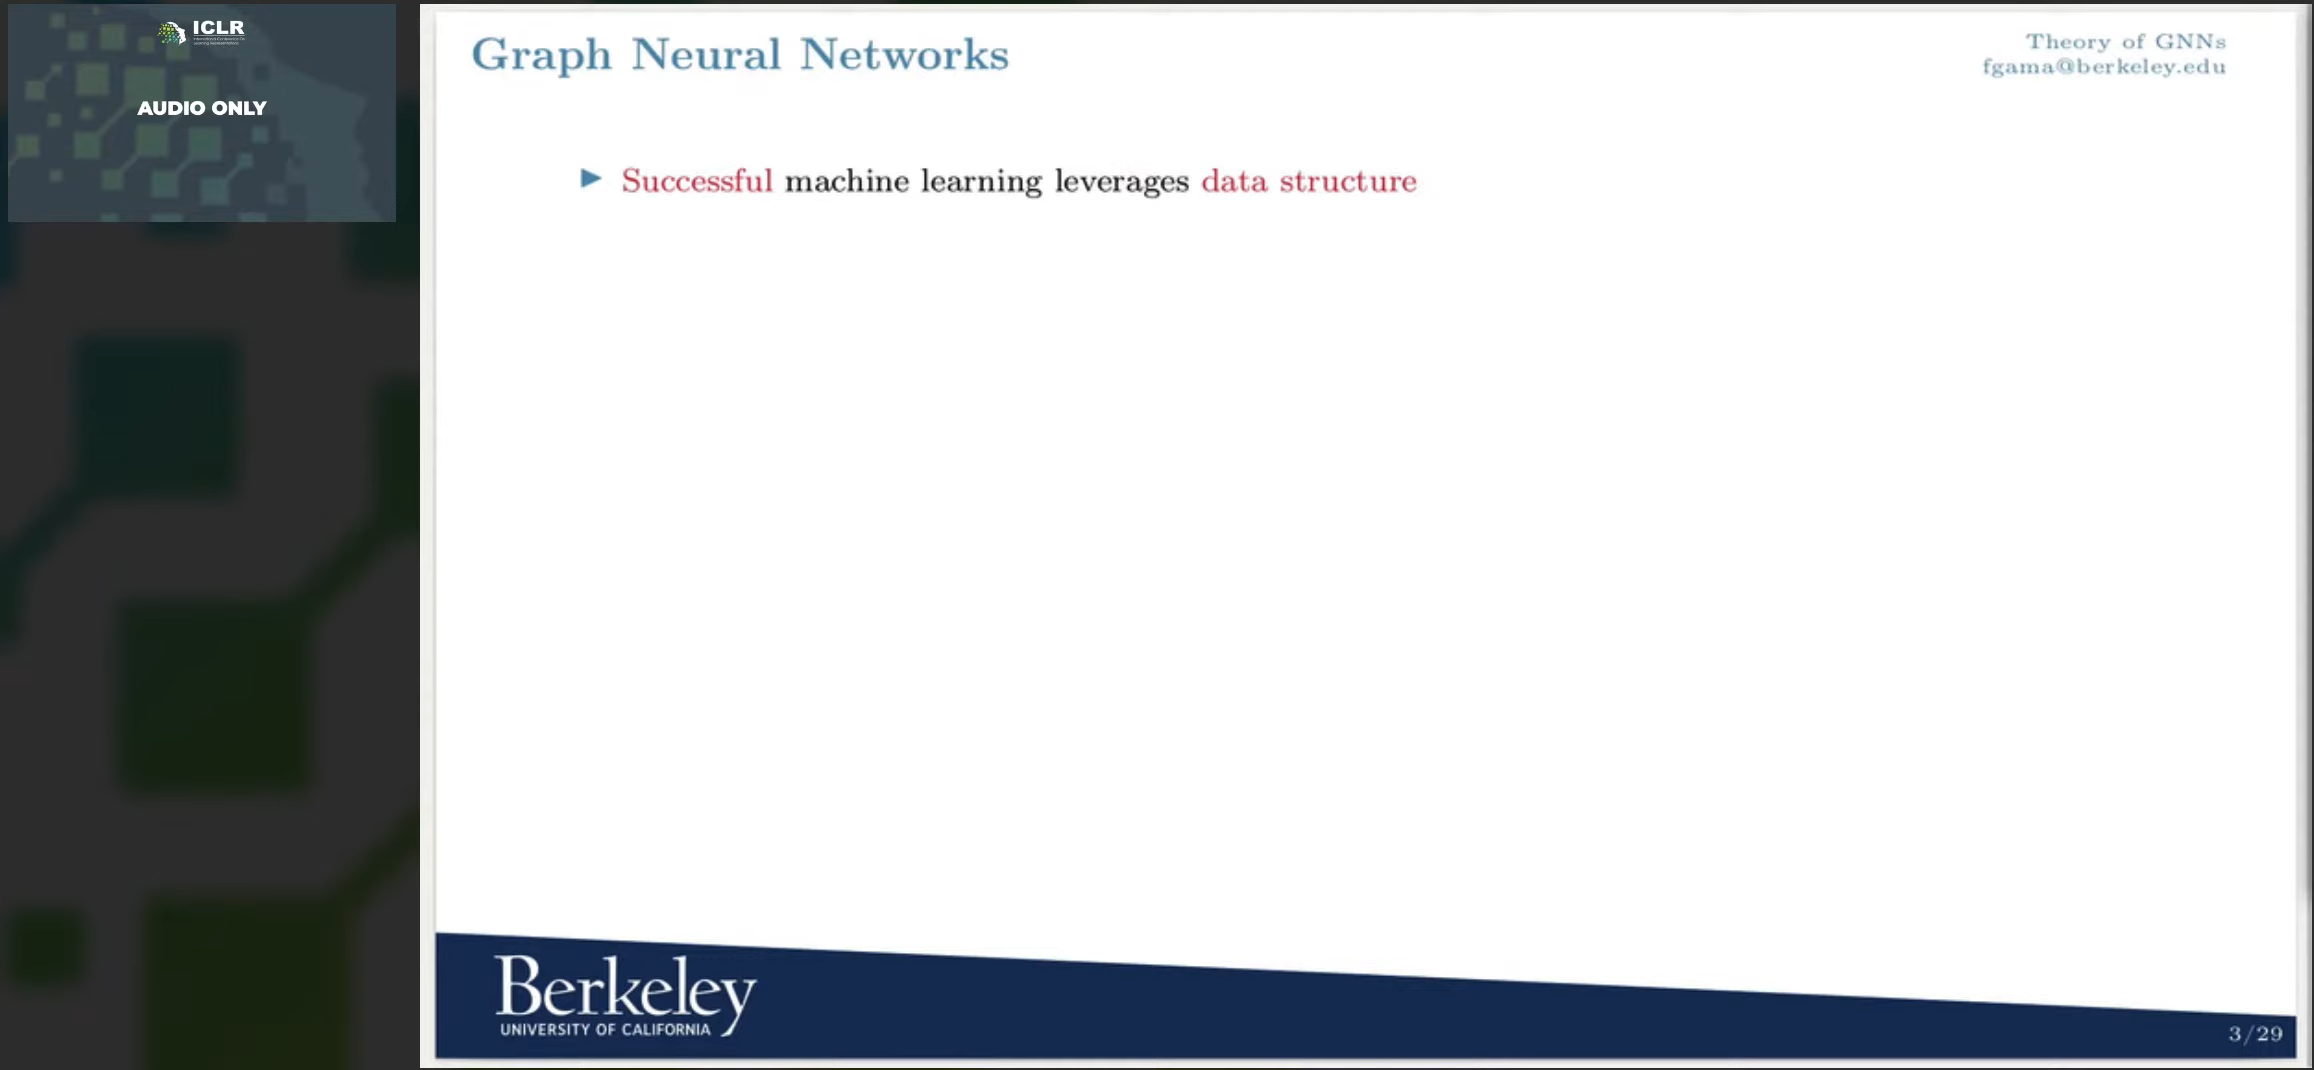 ICLR
AUDIO ONLY
Graph Neural Networks
Theory of GNNs
fgama@berkeley.edu
► Successful machine learning leverages data structure
Berkeley
UNIVERSITY OF CALIFORNIA
3/29